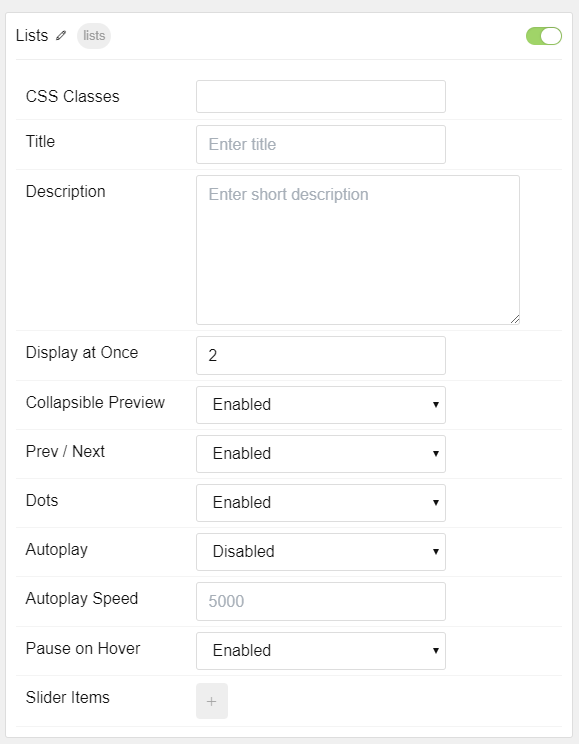 Lists lists
CSS Classes
Title Enter title
Description Enter short description
Display at Once 2
Collapsible Preview Enabled
Prev / Next Enabled
Dots Enabled
Autoplay Disabled
Autoplay Speed 5000
Pause on Hover Enabled
Slider Items +